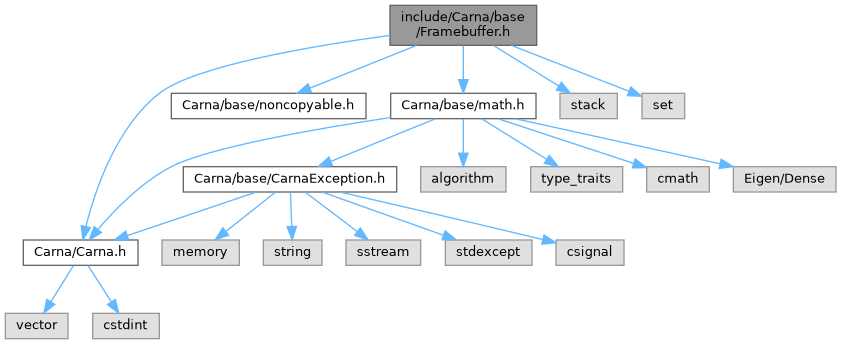 include/Carna/base
/Framebuffer.h
Carna/base/noncopyable.h
Carna/base/math.h
stack
set
Carna/base/CarnaException.h
algorithm
type_traits
cmath
Eigen/Dense
Carna/Carna.h
memory
string
sstream
stdexcept
csignal
vector
cstdint